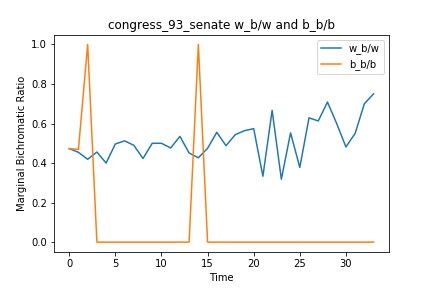 congress_93_senate w_b/w and b_b/b
w_b/w
b_b/b
Marginal Bichromatic Ratio
1.0
0.8
0.6
0.4
0.2
0.0
0 5 10 15 20 25 30
Time